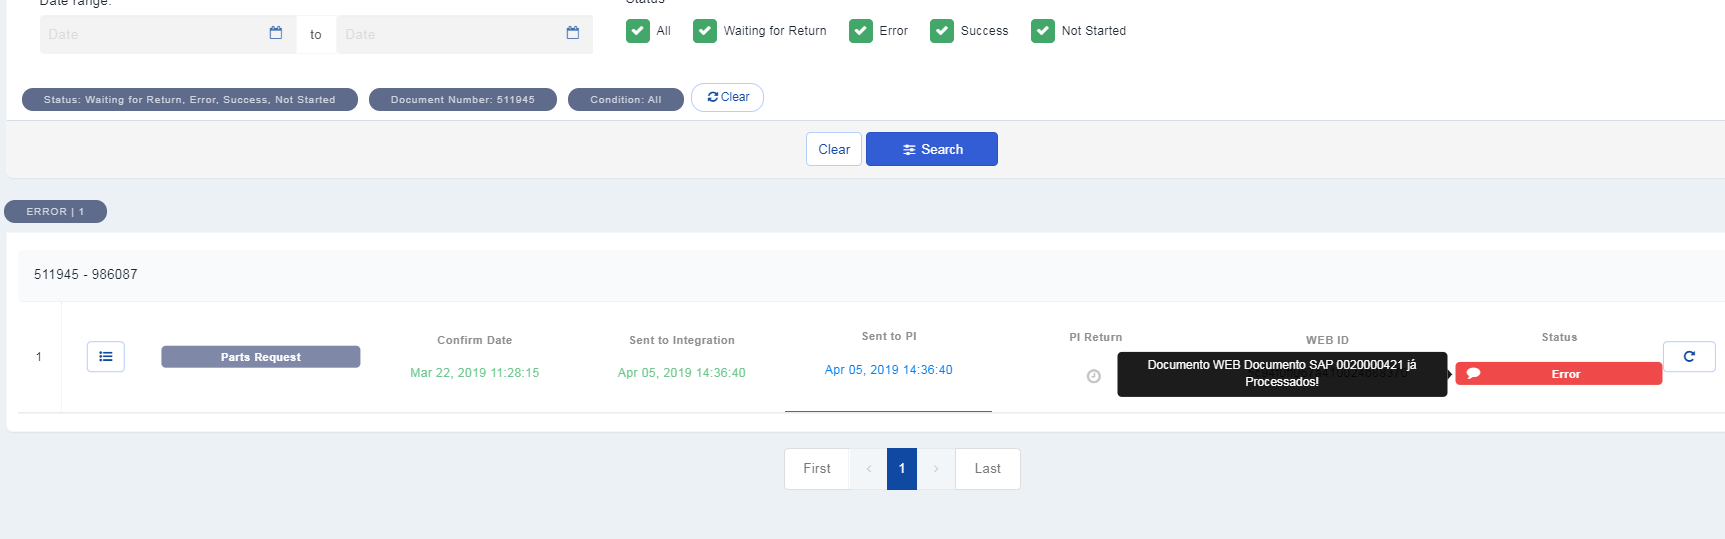 Date range:
Status
Date
to
Date
All
Waiting for Return
Error
Success
Not Started
Status: Waiting for Return, Error, Success, Not Started
Document Number: 511945
Condition: All
Clear
Clear
Search
ERROR | 1
511945 - 986087
1
Parts Request
Confirm Date
Mar 22, 2019 11:28:15
Sent to Integration
Apr 05, 2019 14:36:40
Sent to PI
Apr 05, 2019 14:36:40
PI Return
WEB ID
Documento WEB Documento SAP 0020000421 já
Processados!
Status
Error
First
‹
1
›
Last